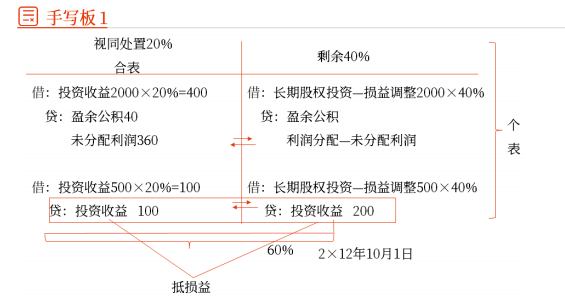 手写板1
视同处置20%
合表
剩余40%
借：投资收益2000×20%=400
贷：盈余公积40
未分配利润360
借：长期股权投资—损益调整2000×40%
贷：盈余公积
利润分配—未分配利润
借：投资收益500×20%=100
贷：投资收益 100
借：长期股权投资—损益调整500×40%
贷：投资收益 200
个
表
60%
2×12年10月1日
抵损益